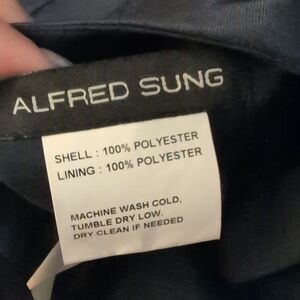 ALFRED SUNG
SHELL : 100% POLYESTER
LINING : 100% POLYESTER
MACHINE WASH COLD.
TUMBLE DRY LOW.
DRY CLEAN IF NEEDED